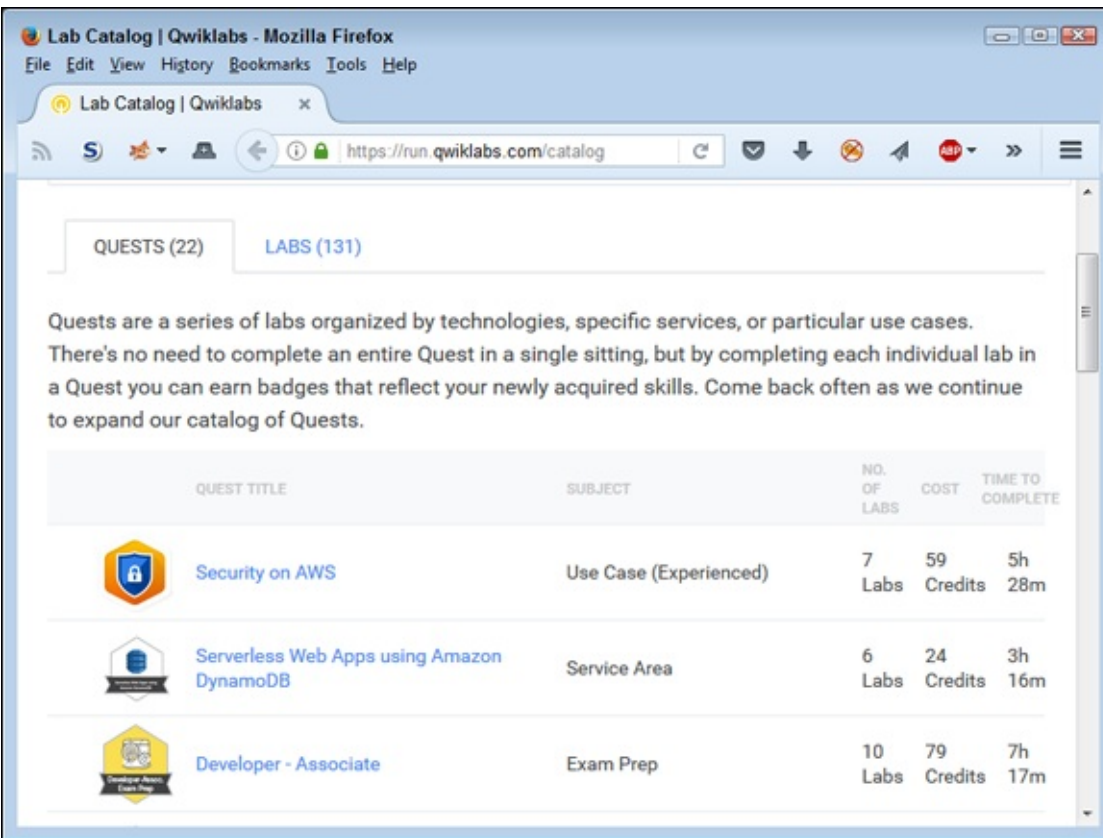 Lab Catalog | Qwiklabs - Mozilla Firefox
File Edit View History Bookmarks Tools Help
Lab Catalog | Qwiklabs ×
https://run.qwiklabs.com/catalog
ABP
QUESTS (22) LABS (131)
Quests are a series of labs organized by technologies, specific services, or particular use cases.
There's no need to complete an entire Quest in a single sitting, but by completing each individual lab in
a Quest you can earn badges that reflect your newly acquired skills. Come back often as we continue
to expand our catalog of Quests.
QUEST TITLE SUBJECT NO. OF LABS COST TIME TO COMPLETE
Security on AWS Use Case (Experienced) 7 Labs 59 Credits 5h 28m
Serverless Web Apps using Amazon
DynamoDB Service Area 6 Labs 24 Credits 3h 16m
Developer - Associate Exam Prep 10 Labs 79 Credits 7h 17m
Developer Assoc.
Exam Prep